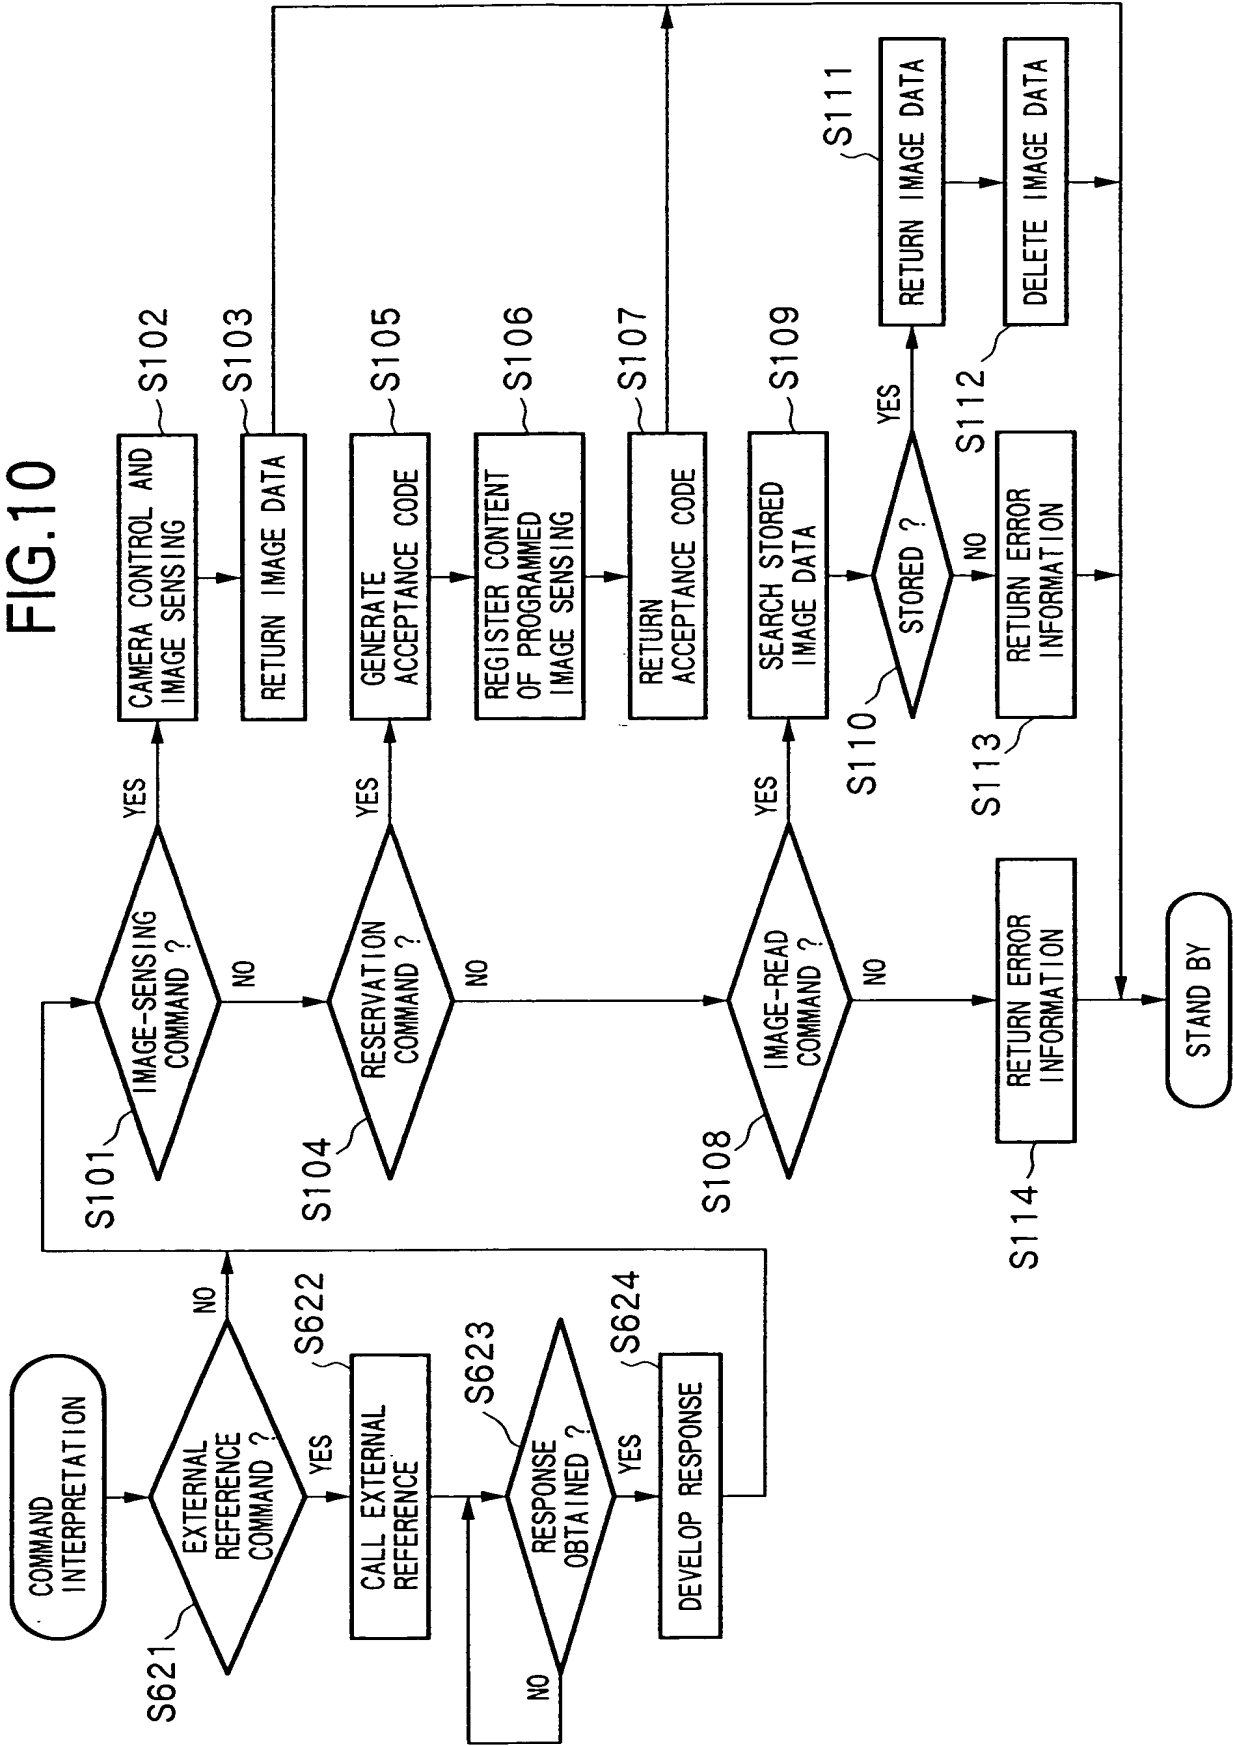 FIG.10
COMMAND
INTERPRETATION
EXTERNAL
REFERENCE
COMMAND ?
S621
NO
YES
CALL EXTERNAL
REFERENCE
S622
RESPONSE
OBTAINED ?
S623
NO
YES
DEVELOP RESPONSE
S624
IMAGE-SENSING
COMMAND ?
S101
YES
NO
CAMERA CONTROL AND
IMAGE SENSING
S102
RETURN IMAGE DATA
S103
RESERVATION
COMMAND ?
S104
YES
NO
GENERATE
ACCEPTANCE CODE
S105
REGISTER CONTENT
OF PROGRAMMED
IMAGE SENSING
S106
RETURN
ACCEPTANCE CODE
S107
IMAGE-READ
COMMAND ?
S108
YES
NO
SEARCH STORED
IMAGE DATA
S109
STORED ?
S110
YES
NO
RETURN IMAGE DATA
S111
DELETE IMAGE DATA
S112
RETURN ERROR
INFORMATION
S113
RETURN ERROR
INFORMATION
S114
STAND BY